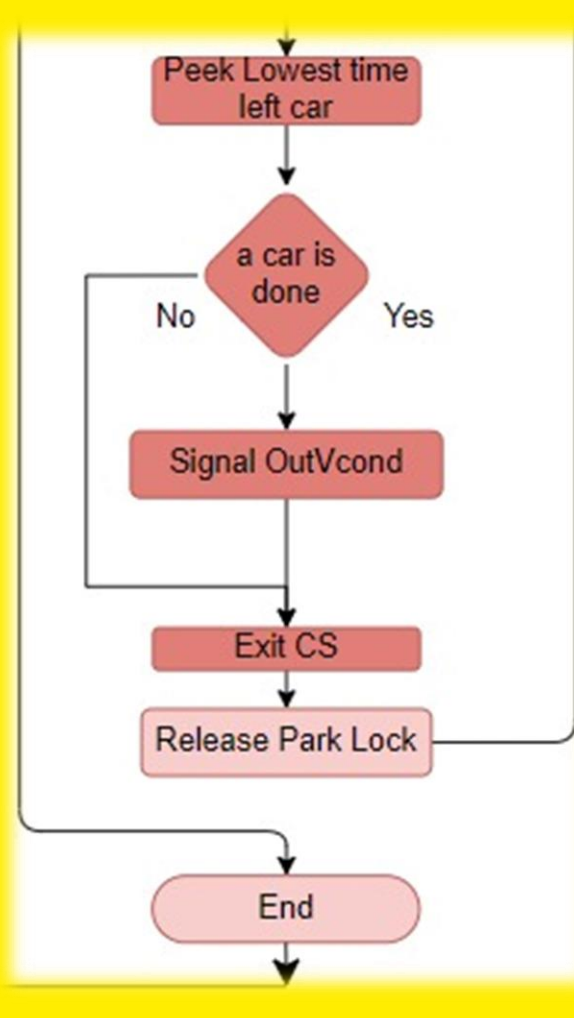 Peek Lowest time
left car
a car is
done
No
Yes
Signal OutVcond
Exit CS
Release Park Lock
End